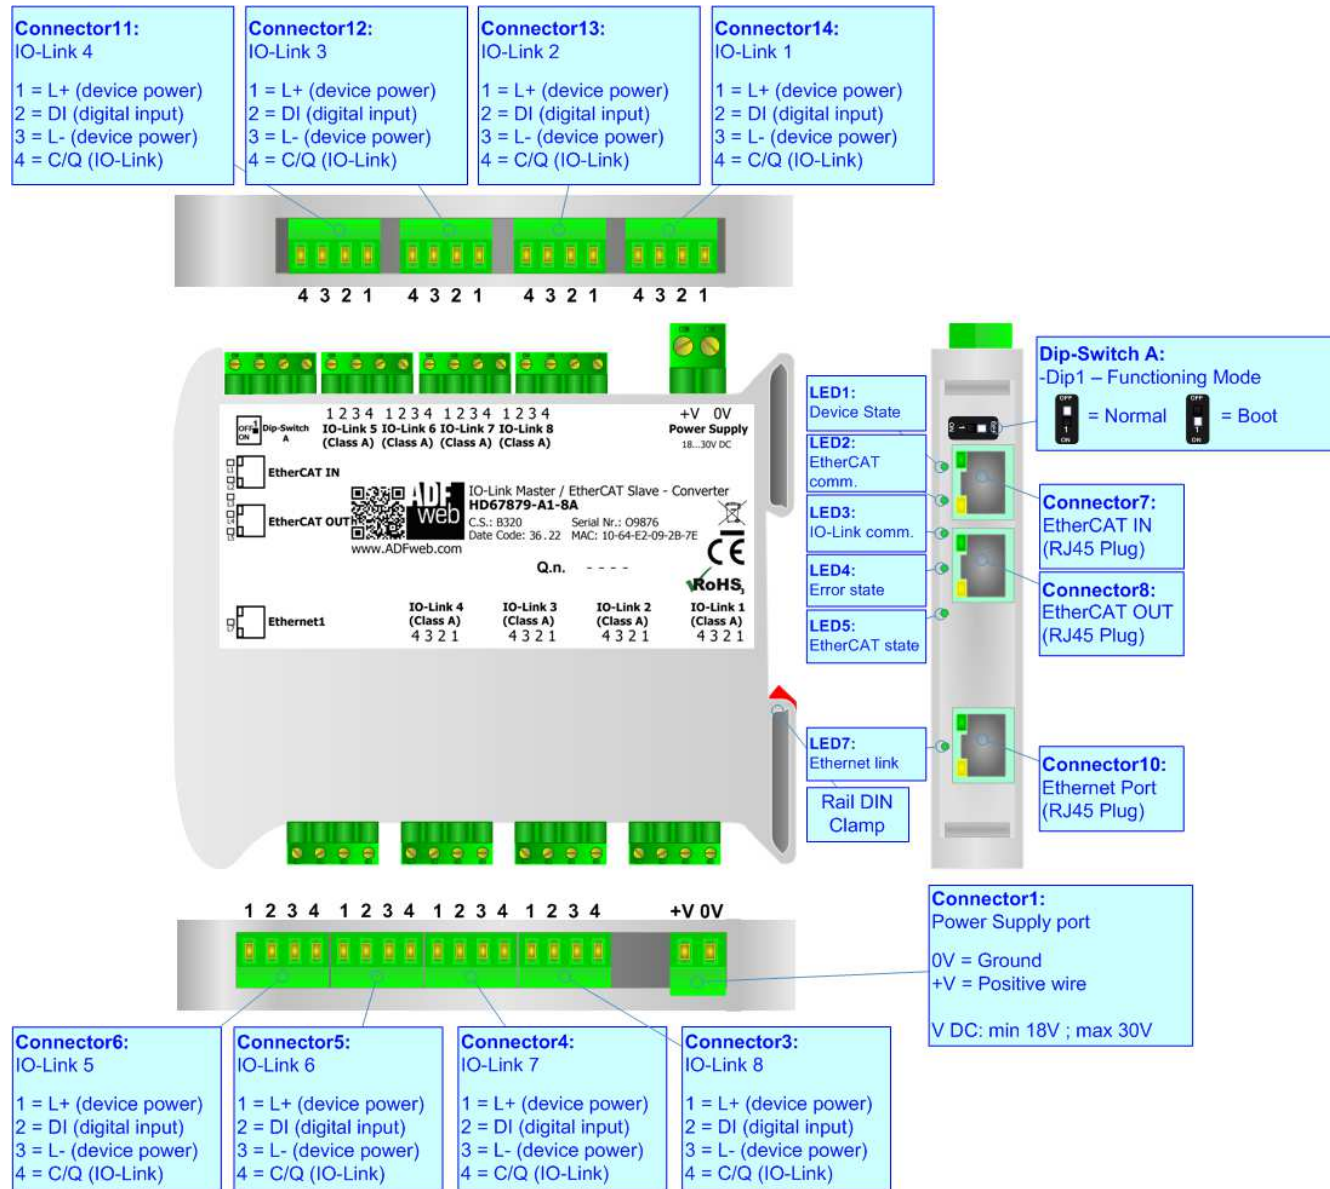 Connector11:
IO-Link 4
1 = L+ (device power)
2 = DI (digital input)
3 = L- (device power)
4 = C/Q (IO-Link)
Connector12:
IO-Link 3
1 = L+ (device power)
2 = DI (digital input)
3 = L- (device power)
4 = C/Q (IO-Link)
Connector13:
IO-Link 2
1 = L+ (device power)
2 = DI (digital input)
3 = L- (device power)
4 = C/Q (IO-Link)
Connector14:
IO-Link 1
1 = L+ (device power)
2 = DI (digital input)
3 = L- (device power)
4 = C/Q (IO-Link)
4 3 2 1 4 3 2 1 4 3 2 1 4 3 2 1
OFF 1
ON
Dip-Switch
A
1 2 3 4 1 2 3 4 1 2 3 4 1 2 3 4
IO-Link 5 IO-Link 6 IO-Link 7 IO-Link 8
(Class A) (Class A) (Class A) (Class A)
+V 0V
Power Supply
18...30V DC
EtherCAT IN
EtherCAT OUT
ADF
web
www.ADFweb.com
IO-Link Master / EtherCAT Slave - Converter
HD67879-A1-8A
C.S.: B320 Serial Nr.: O9876
Date Code: 36.22 MAC: 10-64-E2-09-2B-7E
Q.n. - - - -
CE
RoHS3
Ethernet1
IO-Link 4 IO-Link 3 IO-Link 2 IO-Link 1
(Class A) (Class A) (Class A) (Class A)
4 3 2 1 4 3 2 1 4 3 2 1 4 3 2 1
LED1:
Device State
LED2:
EtherCAT
comm.
LED3:
IO-Link comm.
LED4:
Error state
LED5:
EtherCAT state
LED7:
Ethernet link
Rail DIN
Clamp
Dip-Switch A:
-Dip1 – Functioning Mode
OFF
1
ON
= Normal
OFF
1
ON
= Boot
Connector7:
EtherCAT IN
(RJ45 Plug)
Connector8:
EtherCAT OUT
(RJ45 Plug)
Connector10:
Ethernet Port
(RJ45 Plug)
Connector1:
Power Supply port
0V = Ground
+V = Positive wire
V DC: min 18V ; max 30V
1 2 3 4 1 2 3 4 1 2 3 4 1 2 3 4 +V 0V
Connector6:
IO-Link 5
1 = L+ (device power)
2 = DI (digital input)
3 = L- (device power)
4 = C/Q (IO-Link)
Connector5:
IO-Link 6
1 = L+ (device power)
2 = DI (digital input)
3 = L- (device power)
4 = C/Q (IO-Link)
Connector4:
IO-Link 7
1 = L+ (device power)
2 = DI (digital input)
3 = L- (device power)
4 = C/Q (IO-Link)
Connector3:
IO-Link 8
1 = L+ (device power)
2 = DI (digital input)
3 = L- (device power)
4 = C/Q (IO-Link)